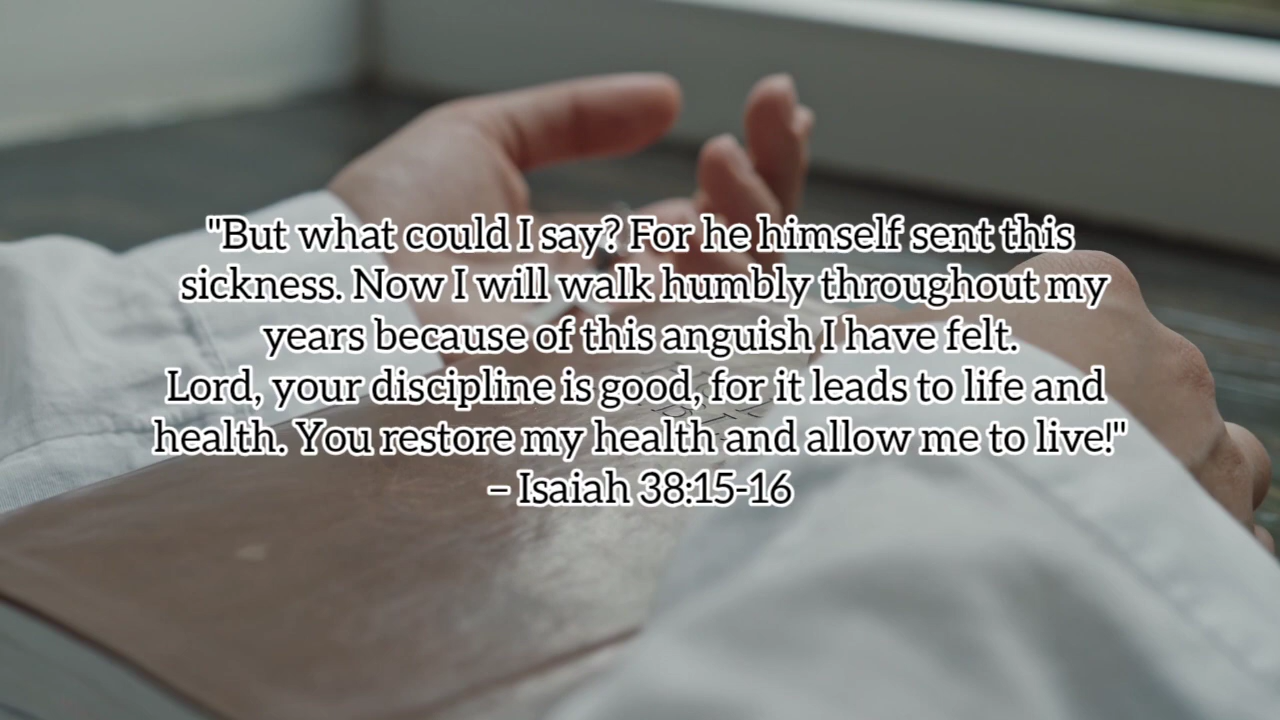 "But what could I say? For he himself sent this
sickness. Now I will walk humbly throughout my
years because of this anguish I have felt.
Lord, your discipline is good, for it leads to life and
health. You restore my health and allow me to live!"
– Isaiah 38:15-16